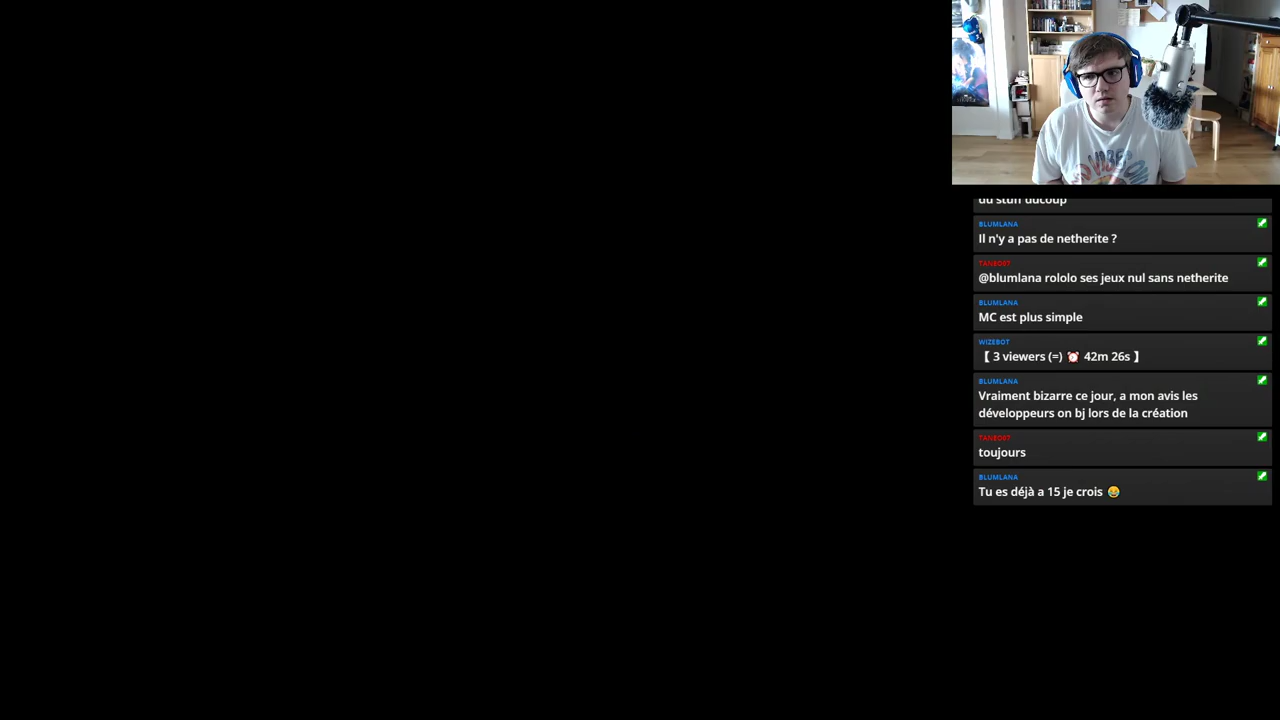 du stuff ducoup
BLUMLANA
Il n'y a pas de netherite ?
TANBO97
@blumlana rololo ses jeux nul sans netherite
BLUMLANA
MC est plus simple
WIZEBOT
【 3 viewers (=) ⏰ 42m 26s 】
BLUMLANA
Vraiment bizarre ce jour, a mon avis les
développeurs on bj lors de la création
toujours
BLUMLANA
Tu es déjà a 15 je crois 😂